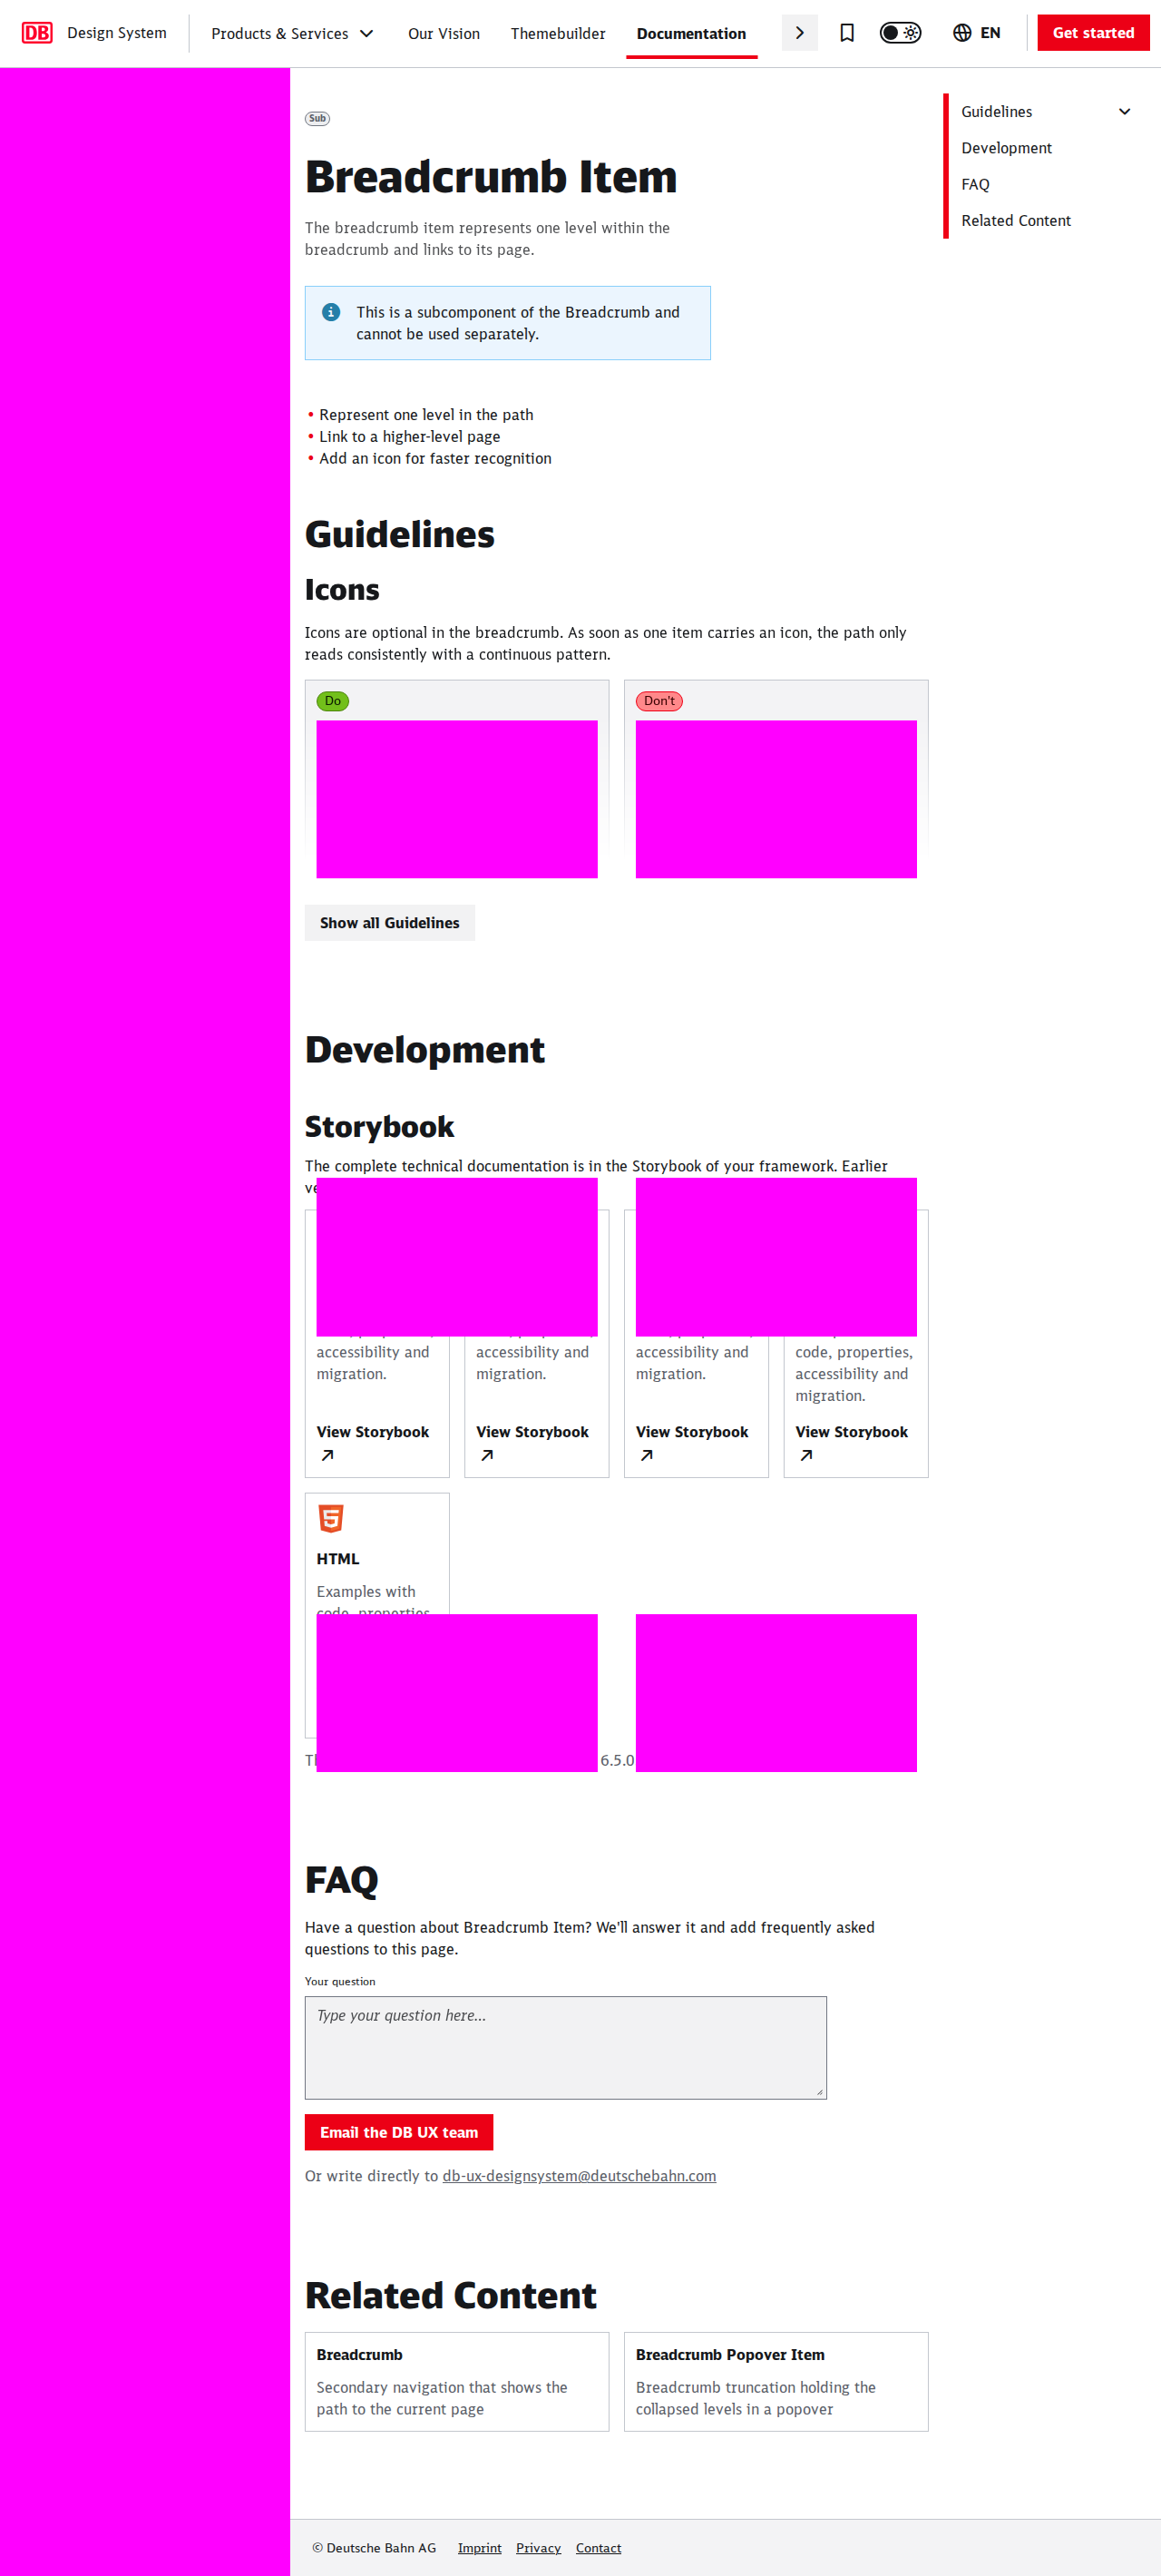 DB Design System Products & Services Our Vision Themebuilder Documentation EN Get started
Guidelines
Development
FAQ
Related Content
Sub
Breadcrumb Item
The breadcrumb item represents one level within the
breadcrumb and links to its page.
This is a subcomponent of the Breadcrumb and
cannot be used separately.
• Represent one level in the path
• Link to a higher-level page
• Add an icon for faster recognition
Guidelines
Icons
Icons are optional in the breadcrumb. As soon as one item carries an icon, the path only
reads consistently with a continuous pattern.
Do
Don't
Show all Guidelines
Development
Storybook
The complete technical documentation is in the Storybook of your framework. Earlier
accessibility and
migration.
View Storybook
accessibility and
migration.
View Storybook
accessibility and
migration.
View Storybook
code, properties,
accessibility and
migration.
View Storybook
HTML
Examples with
code, properties
6.5.0
FAQ
Have a question about Breadcrumb Item? We'll answer it and add frequently asked
questions to this page.
Your question
Type your question here...
Email the DB UX team
Or write directly to db-ux-designsystem@deutschebahn.com
Related Content
Breadcrumb
Secondary navigation that shows the
path to the current page
Breadcrumb Popover Item
Breadcrumb truncation holding the
collapsed levels in a popover
© Deutsche Bahn AG Imprint Privacy Contact